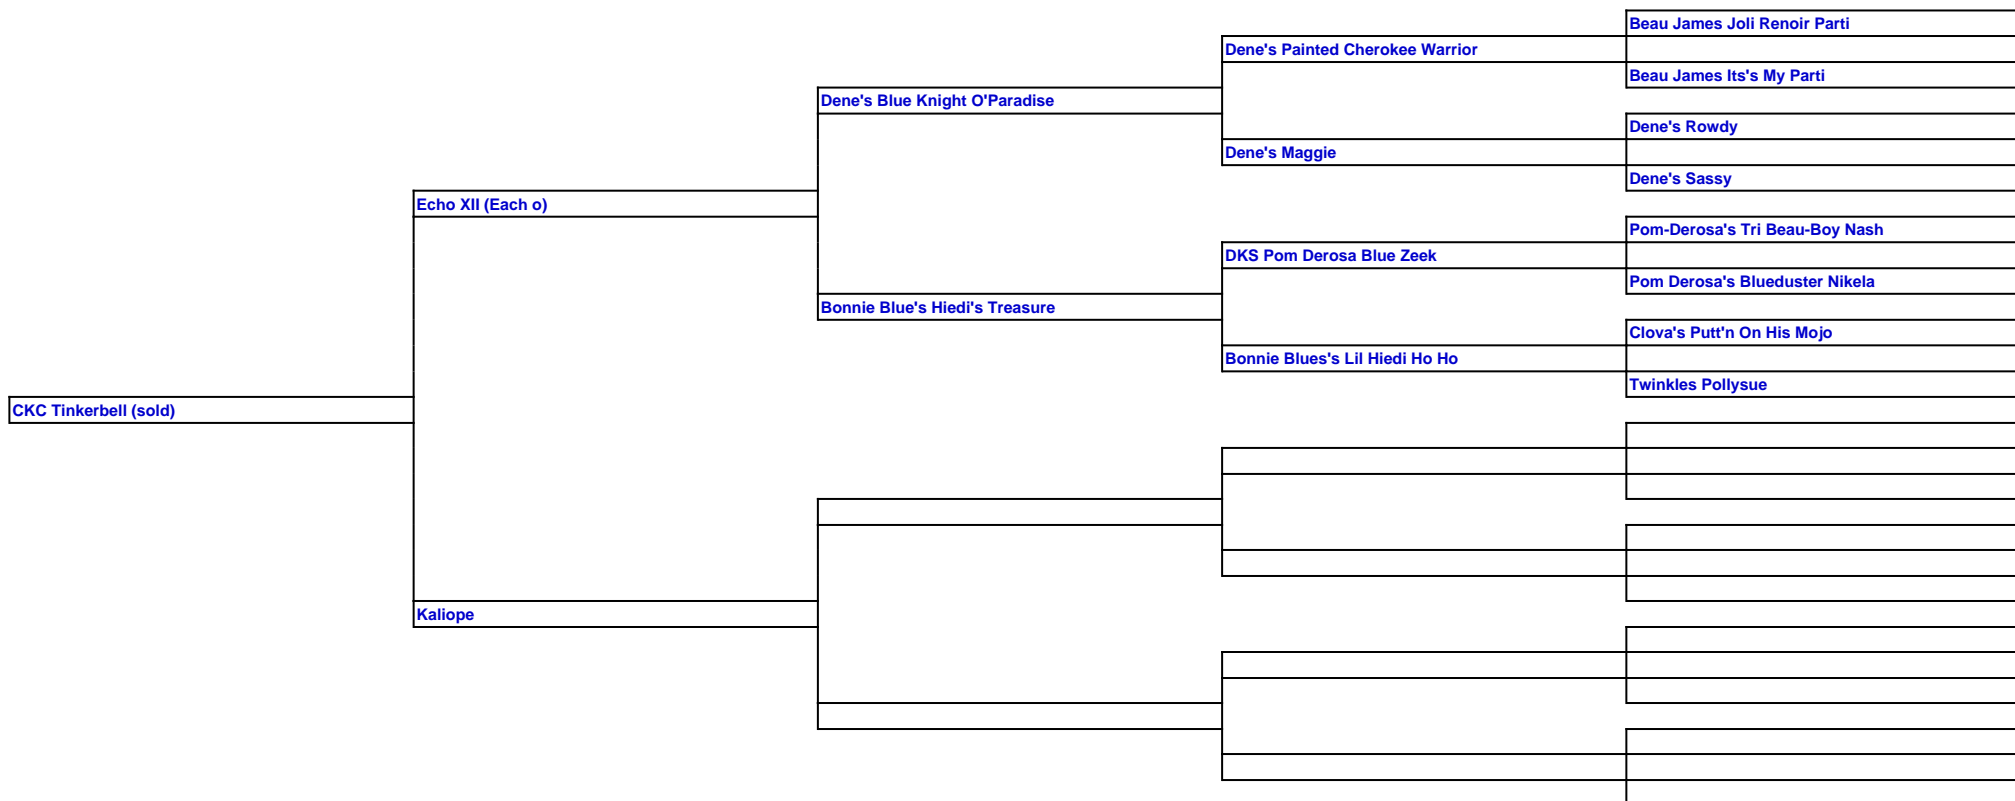 Beau James Joli Renoir Parti
Dene's Painted Cherokee Warrior
Beau James Its's My Parti
Dene's Blue Knight O'Paradise
Dene's Rowdy
Dene's Maggie
Dene's Sassy
Echo XII (Each o)
Pom-Derosa's Tri Beau-Boy Nash
DKS Pom Derosa Blue Zeek
Pom Derosa's Blueduster Nikela
Bonnie Blue's Hiedi's Treasure
Clova's Putt'n On His Mojo
Bonnie Blues's Lil Hiedi Ho Ho
Twinkles Pollysue
CKC Tinkerbell (sold)
Kaliope